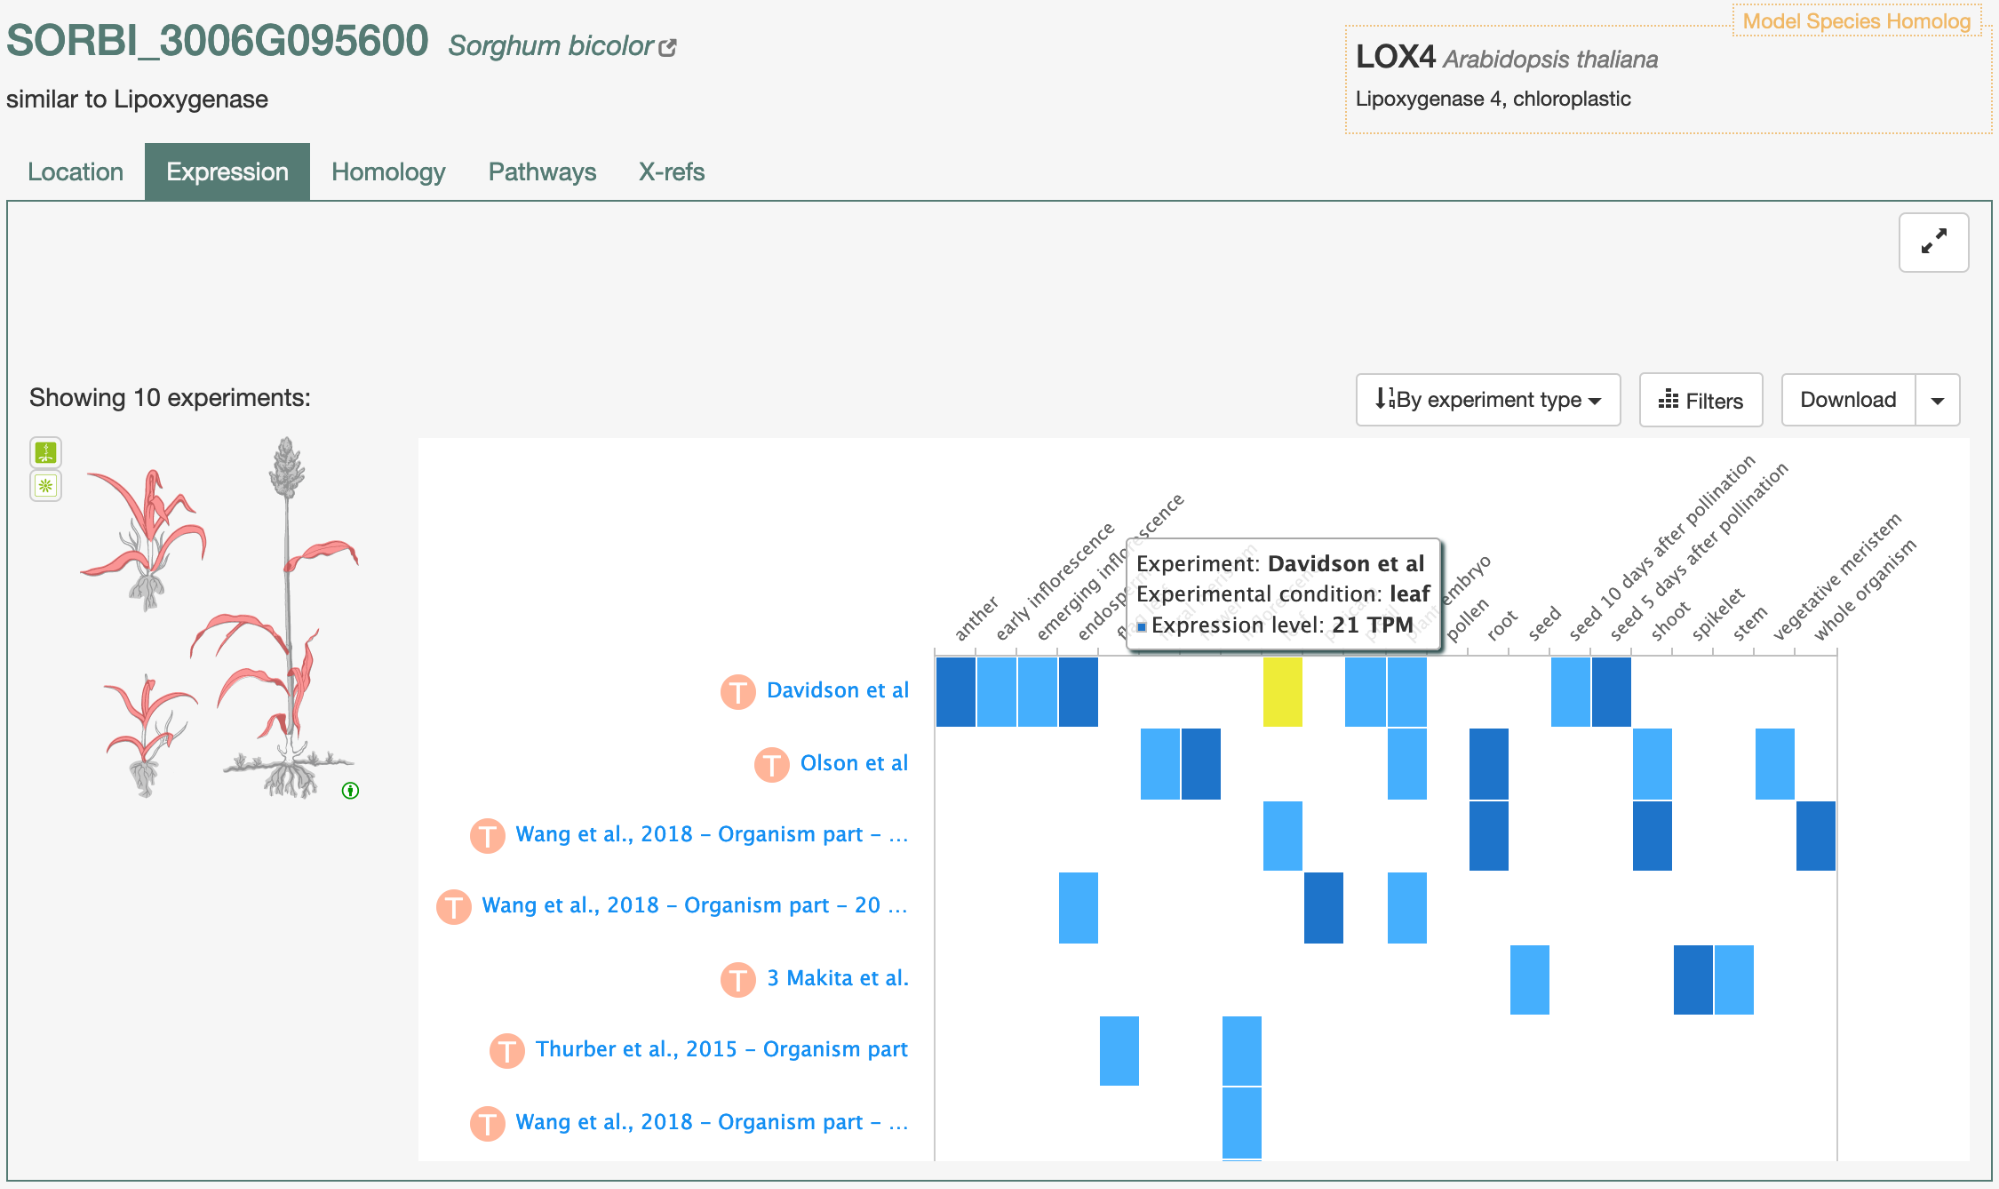 SORBI_3006G095600 Sorghum bicolor
similar to Lipoxygenase
Model Species Homolog
LOX4 Arabidopsis thaliana
Lipoxygenase 4, chloroplastic
Location Expression Homology Pathways X-refs
Showing 10 experiments:
By experiment type
Filters
Download
anther
early inflorescence
emerging inflorescence
endosperm
plant embryo
pollen
root
seed
seed 10 days after pollination
seed 5 days after pollination
shoot
spikelet
stem
vegetative meristem
whole organism
Experiment: Davidson et al
Experimental condition: leaf
Expression level: 21 TPM
T Davidson et al
T Olson et al
T Wang et al., 2018 – Organism part – ...
T Wang et al., 2018 – Organism part – 20 ...
T 3 Makita et al.
T Thurber et al., 2015 – Organism part
T Wang et al., 2018 – Organism part – ...